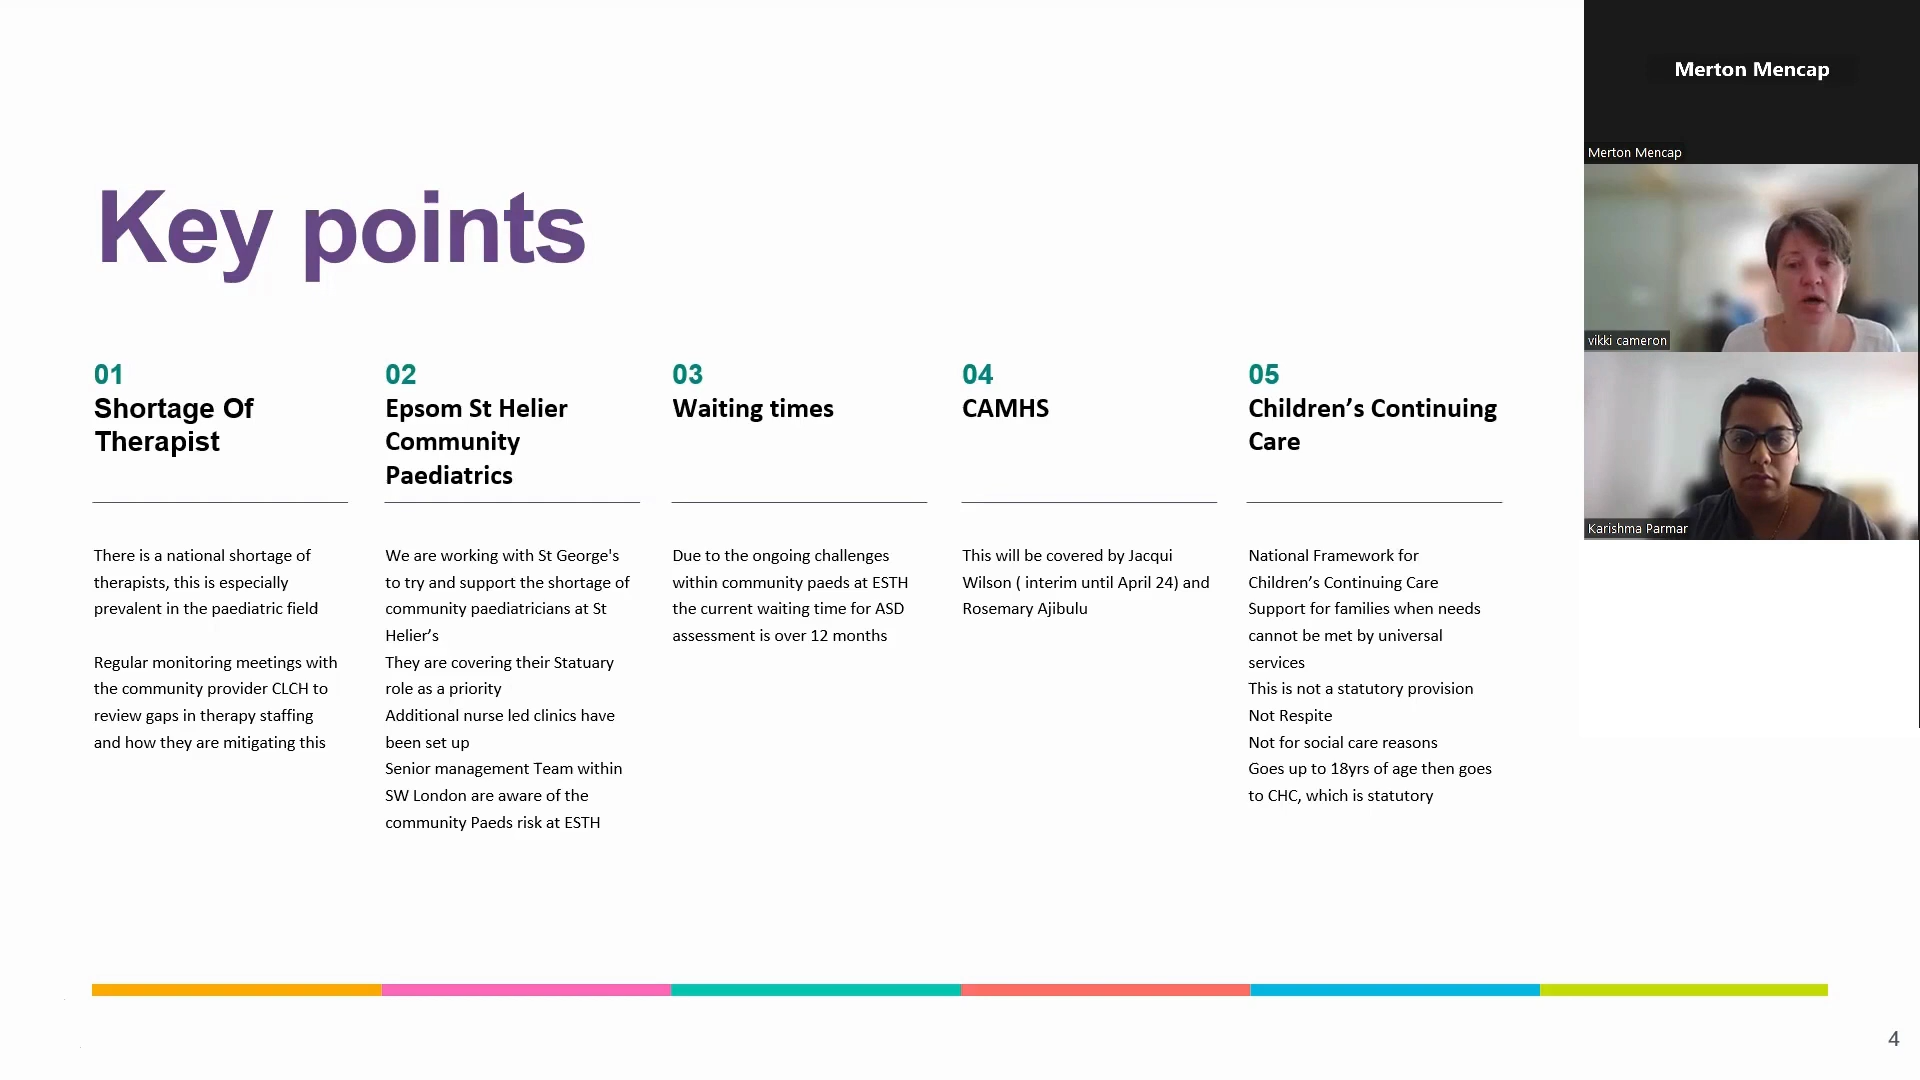 Key points
01
Shortage Of
Therapist
There is a national shortage of
therapists, this is especially
prevalent in the paediatric field
Regular monitoring meetings with
the community provider CLCH to
review gaps in therapy staffing
and how they are mitigating this
02
Epsom St Helier
Community
Paediatrics
We are working with St George's
to try and support the shortage of
community paediatricians at St
Helier’s
They are covering their Statuary
role as a priority
Additional nurse led clinics have
been set up
Senior management Team within
SW London are aware of the
community Paeds risk at ESTH
03
Waiting times
Due to the ongoing challenges
within community paeds at ESTH
the current waiting time for ASD
assessment is over 12 months
04
CAMHS
This will be covered by Jacqui
Wilson ( interim until April 24) and
Rosemary Ajibulu
05
Children’s Continuing
Care
National Framework for
Children’s Continuing Care
Support for families when needs
cannot be met by universal
services
This is not a statutory provision
Not Respite
Not for social care reasons
Goes up to 18yrs of age then goes
to CHC, which is statutory
4
Merton Mencap
Merton Mencap
vikki cameron
Karishma Parmar